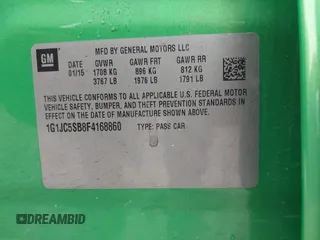 GM
MFD BY GENERAL MOTORS LLC
DATE GVWR GAWR FRT GAWR RR
01/15 1708 KG 896 KG 812 KG
3767 LB 1976 LB 1791 LB
THIS VEHICLE CONFORMS TO ALL APPLICABLE U.S. FEDERAL MOTOR
VEHICLE SAFETY, BUMPER, AND THEFT PREVENTION STANDARDS IN
EFFECT ON THE DATE OF MANUFACTURE SHOWN ABOVE.
1G1JC5SB8F4168860 TYPE: PASS CAR
DREAMBID